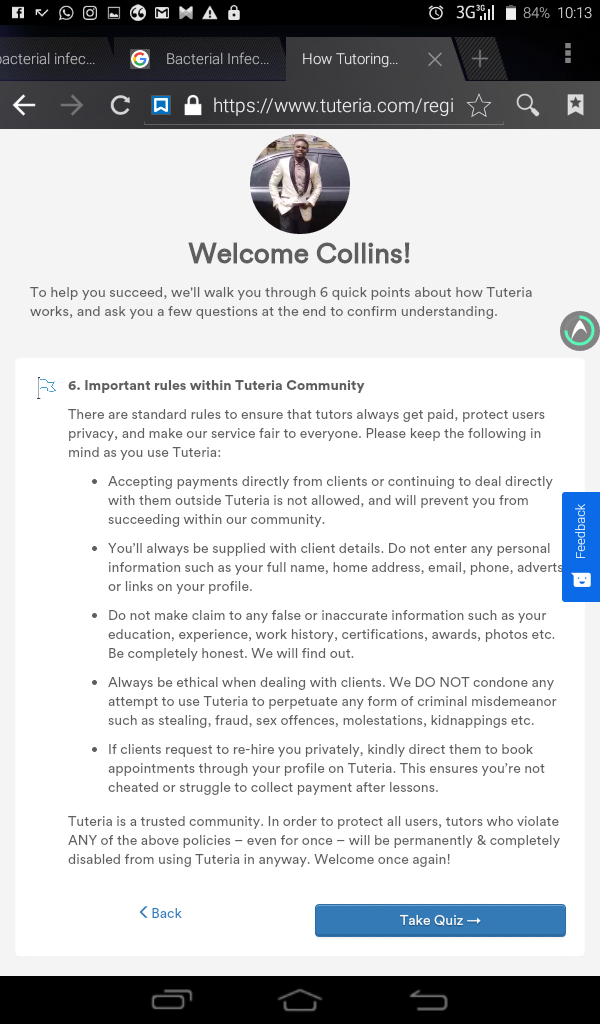 3G 3G 84% 10:13
bacterial infec...
Bacterial Infec...
How Tutoring...
https://www.tuteria.com/regi
Welcome Collins!
To help you succeed, we'll walk you through 6 quick points about how Tuteria
works, and ask you a few questions at the end to confirm understanding.
6. Important rules within Tuteria Community
There are standard rules to ensure that tutors always get paid, protect users
privacy, and make our service fair to everyone. Please keep the following in
mind as you use Tuteria:
• Accepting payments directly from clients or continuing to deal directly
with them outside Tuteria is not allowed, and will prevent you from
succeeding within our community.
• You'll always be supplied with client details. Do not enter any personal
information such as your full name, home address, email, phone, adverts
or links on your profile.
• Do not make claim to any false or inaccurate information such as your
education, experience, work history, certifications, awards, photos etc.
Be completely honest. We will find out.
• Always be ethical when dealing with clients. We DO NOT condone any
attempt to use Tuteria to perpetuate any form of criminal misdemeanor
such as stealing, fraud, sex offences, molestations, kidnappings etc.
• If clients request to re-hire you privately, kindly direct them to book
appointments through your profile on Tuteria. This ensures you're not
cheated or struggle to collect payment after lessons.
Tuteria is a trusted community. In order to protect all users, tutors who violate
ANY of the above policies – even for once – will be permanently & completely
disabled from using Tuteria in anyway. Welcome once again!
Back
Take Quiz →
Feedback